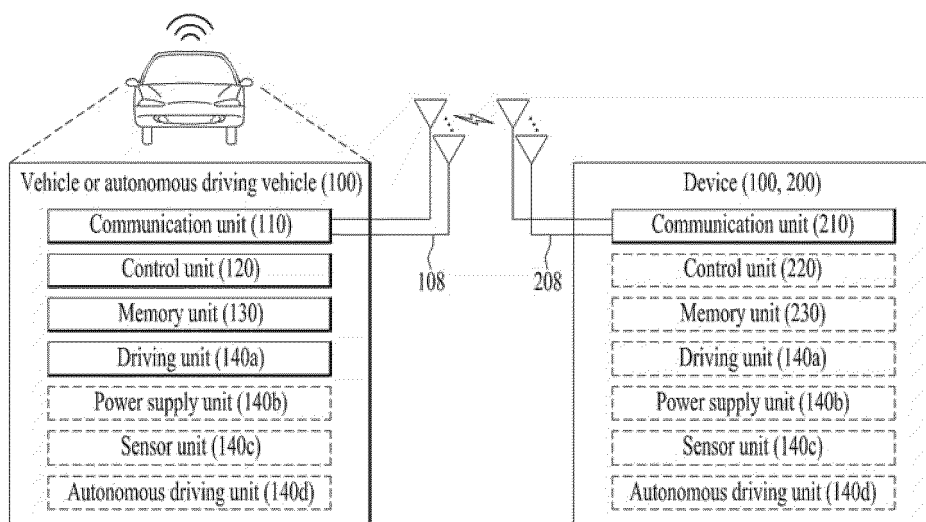 Vehicle or autonomous driving vehicle (100)
Communication unit (110)
Control unit (120)
Memory unit (130)
Driving unit (140a)
Power supply unit (140b)
Sensor unit (140c)
Autonomous driving unit (140d)
108
208
Device (100, 200)
Communication unit (210)
Control unit (220)
Memory unit (230)
Driving unit (140a)
Power supply unit (140b)
Sensor unit (140c)
Autonomous driving unit (140d)